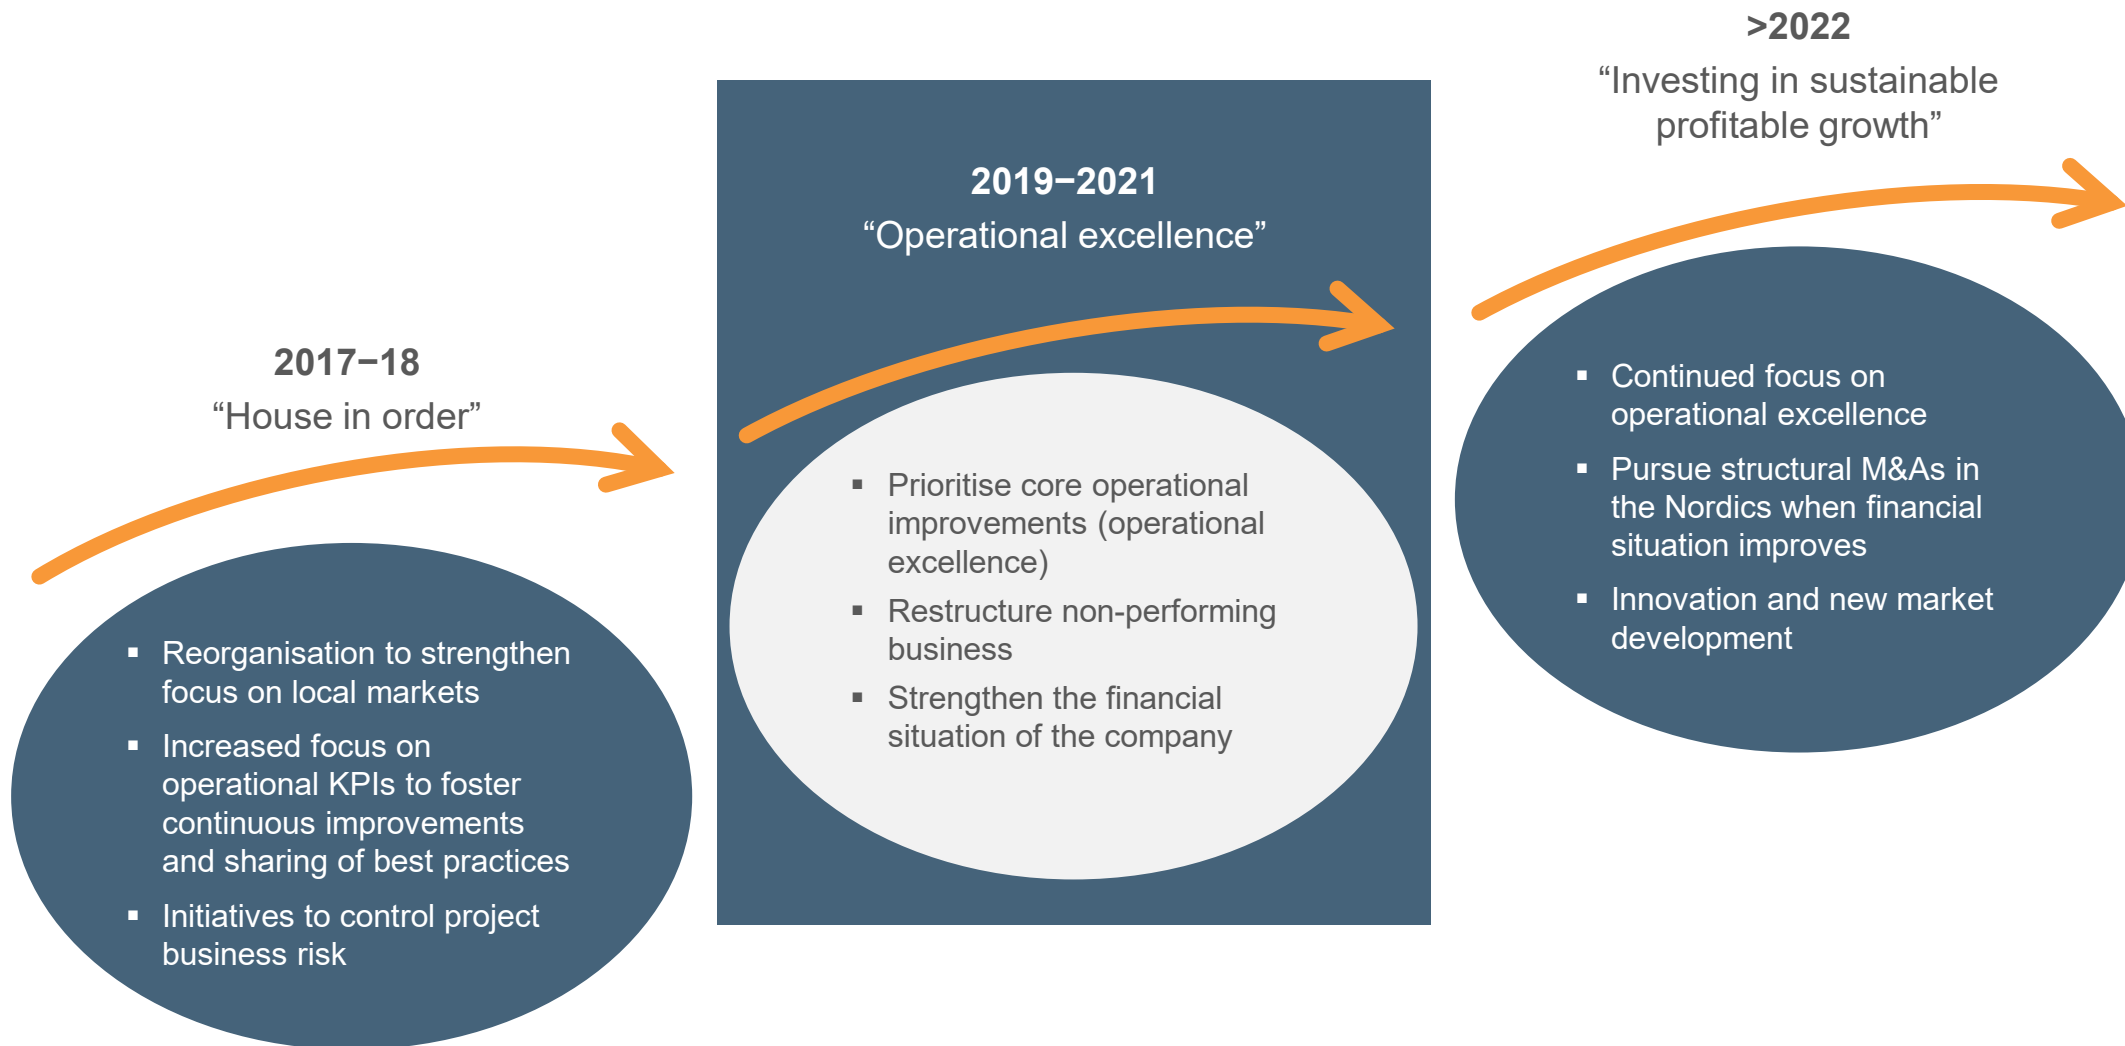 2017−18
“House in order”
▪ Reorganisation to strengthen
focus on local markets
▪ Increased focus on
operational KPIs to foster
continuous improvements
and sharing of best practices
▪ Initiatives to control project
business risk
2019−2021
“Operational excellence”
▪ Prioritise core operational
improvements (operational
excellence)
▪ Restructure non-performing
business
▪ Strengthen the financial
situation of the company
>2022
“Investing in sustainable
profitable growth”
▪ Continued focus on
operational excellence
▪ Pursue structural M&As in
the Nordics when financial
situation improves
▪ Innovation and new market
development